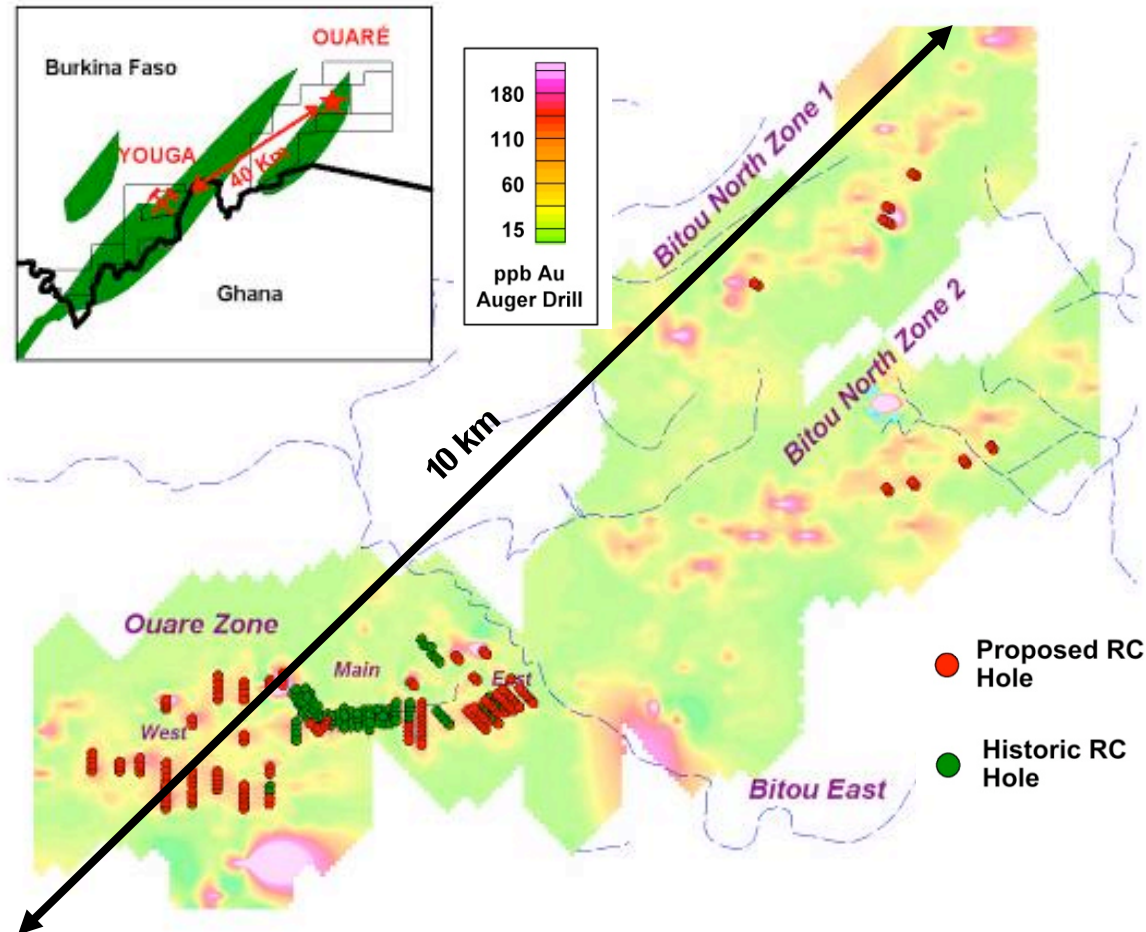 OUARÉ
Burkina Faso
YOUGA
40 Km
Ghana
180
110
60
15
ppb Au
Auger Drill
Bitou North Zone 1
Bitou North Zone 2
10 km
Ouare Zone
Main
East
West
Bitou East
Proposed RC
Hole
Historic RC
Hole